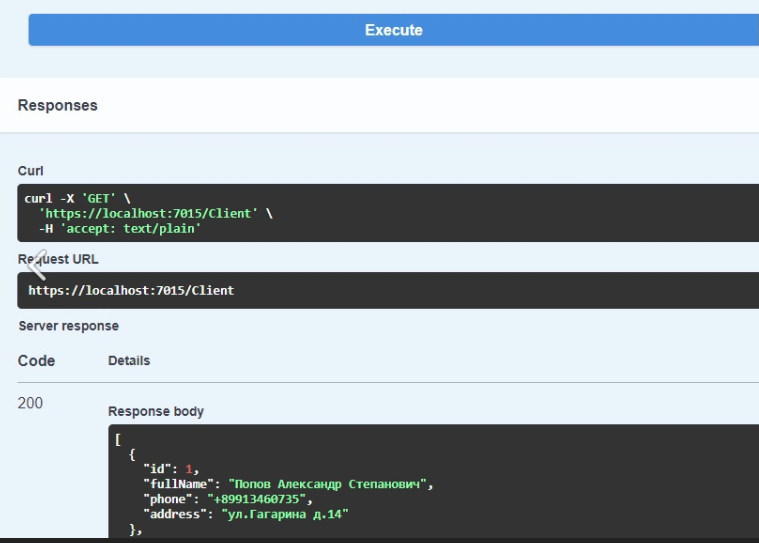 Execute
Responses
Curl
curl -X 'GET' \
'https://localhost:7015/Client' \
-H 'accept: text/plain'
Request URL
https://localhost:7015/Client
Server response
Code Details
200
Response body
[
{
"id": 1,
"fullName": "Попов Александр Степанович",
"phone": "+89913460735",
"address": "ул.Гагарина д.14"
},